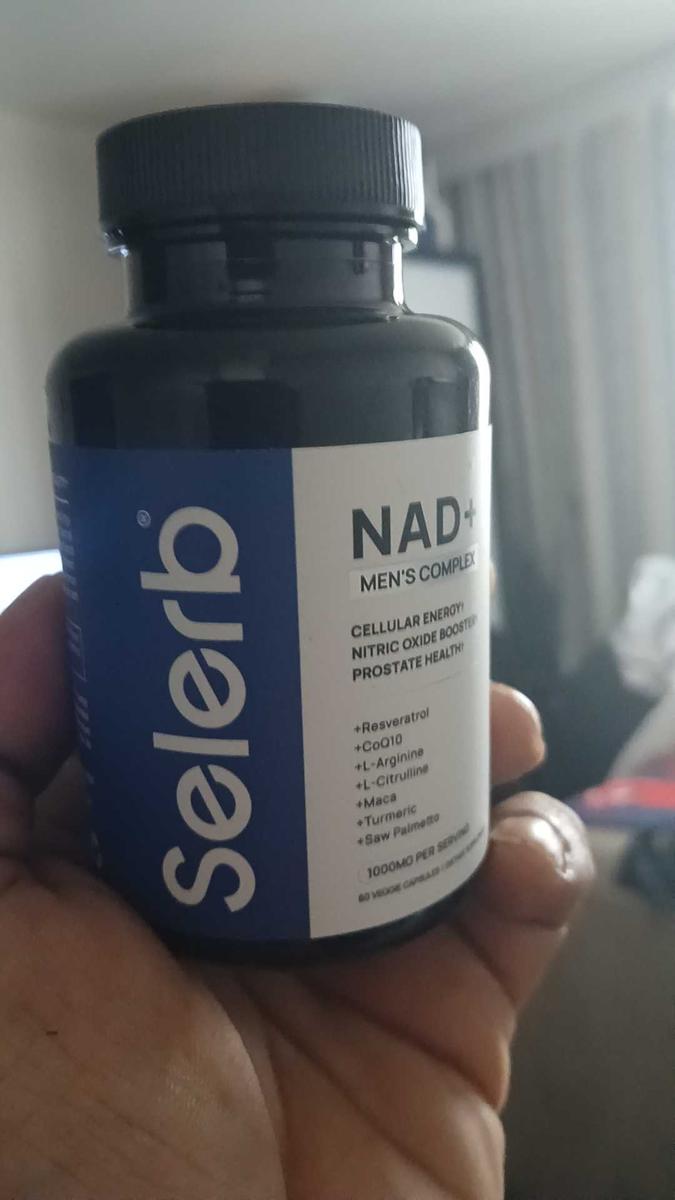 Selerb®
NAD+
MEN'S COMPLEX
CELLULAR ENERGY†
NITRIC OXIDE BOOSTER
PROSTATE HEALTH†
+Resveratrol
+CoQ10
+L-Arginine
+L-Citrulline
+Maca
+Turmeric
+Saw Palmetto
1000MG PER SERVING
60 VEGGIE CAPSULES | DIETARY